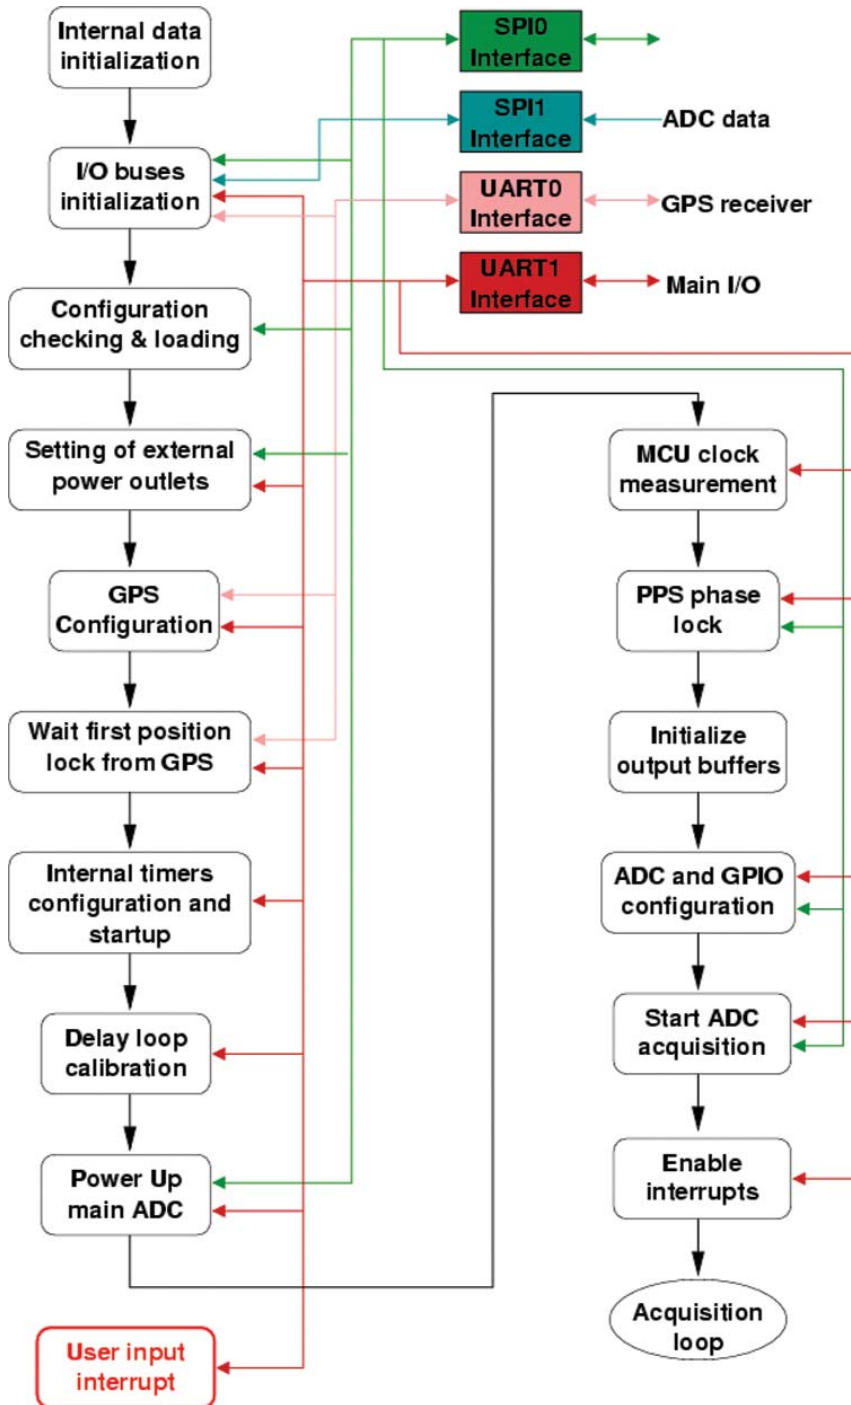 Internal data
initialization
I/O buses
initialization
Configuration
checking & loading
Setting of external
power outlets
GPS
Configuration
Wait first position
lock from GPS
Internal timers
configuration and
startup
Delay loop
calibration
Power Up
main ADC
User input
interrupt
SPI0
Interface
SPI1
Interface
ADC data
UART0
Interface
GPS receiver
UART1
Interface
Main I/O
MCU clock
measurement
PPS phase
lock
Initialize
output buffers
ADC and GPIO
configuration
Start ADC
acquisition
Enable
interrupts
Acquisition
loop